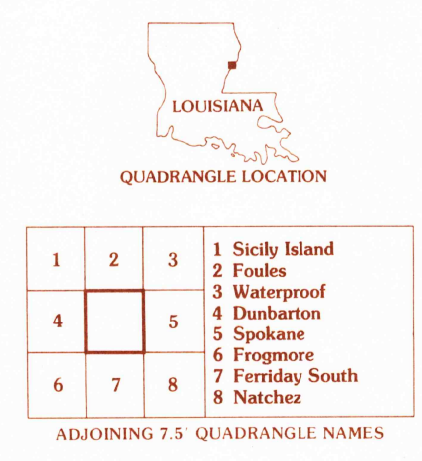 LOUISIANA
QUADRANGLE LOCATION
1 2 3
4 5
6 7 8
1 Sicily Island
2 Foules
3 Waterproof
4 Dunbarton
5 Spokane
6 Frogmore
7 Ferriday South
8 Natchez
ADJOINING 7.5' QUADRANGLE NAMES